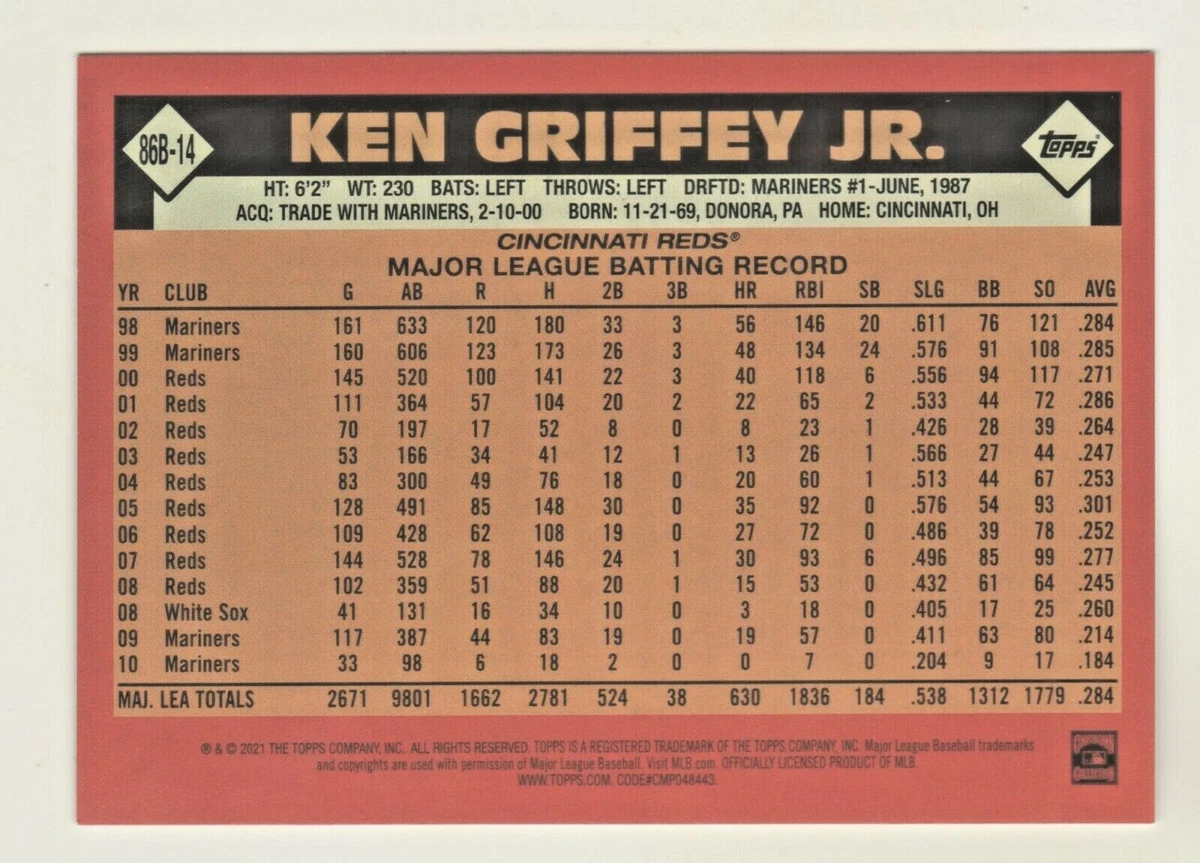 86B-14
KEN GRIFFEY JR.
topps®
HT: 6'2" WT: 230 BATS: LEFT THROWS: LEFT DRFTD: MARINERS #1-JUNE, 1987
ACQ: TRADE WITH MARINERS, 2-10-00 BORN: 11-21-69, DONORA, PA HOME: CINCINNATI, OH
CINCINNATI REDS®
MAJOR LEAGUE BATTING RECORD
YR CLUB G AB R H 2B 3B HR RBI SB SLG BB SO AVG
98 Mariners 161 633 120 180 33 3 56 146 20 .611 76 121 .284
99 Mariners 160 606 123 173 26 3 48 134 24 .576 91 108 .285
00 Reds 145 520 100 141 22 3 40 118 6 .556 94 117 .271
01 Reds 111 364 57 104 20 2 22 65 2 .533 44 72 .286
02 Reds 70 197 17 52 8 0 8 23 1 .426 28 39 .264
03 Reds 53 166 34 41 12 1 13 26 1 .566 27 44 .247
04 Reds 83 300 49 76 18 0 20 60 1 .513 44 67 .253
05 Reds 128 491 85 148 30 0 35 92 0 .576 54 93 .301
06 Reds 109 428 62 108 19 0 27 72 0 .486 39 78 .252
07 Reds 144 528 78 146 24 1 30 93 6 .496 85 99 .277
08 Reds 102 359 51 88 20 1 15 53 0 .432 61 64 .245
08 White Sox 41 131 16 34 10 0 3 18 0 .405 17 25 .260
09 Mariners 117 387 44 83 19 0 19 57 0 .411 63 80 .214
10 Mariners 33 98 6 18 2 0 0 7 0 .204 9 17 .184
MAJ. LEA TOTALS 2671 9801 1662 2781 524 38 630 1836 184 .538 1312 1779 .284
® & © 2021 THE TOPPS COMPANY, INC. ALL RIGHTS RESERVED. TOPPS IS A REGISTERED TRADEMARK OF THE TOPPS COMPANY, INC. Major League Baseball trademarks
and copyrights are used with permission of Major League Baseball. Visit MLB.com. OFFICIALLY LICENSED PRODUCT OF MLB.
WWW.TOPPS.COM. CODE#CMP048443.